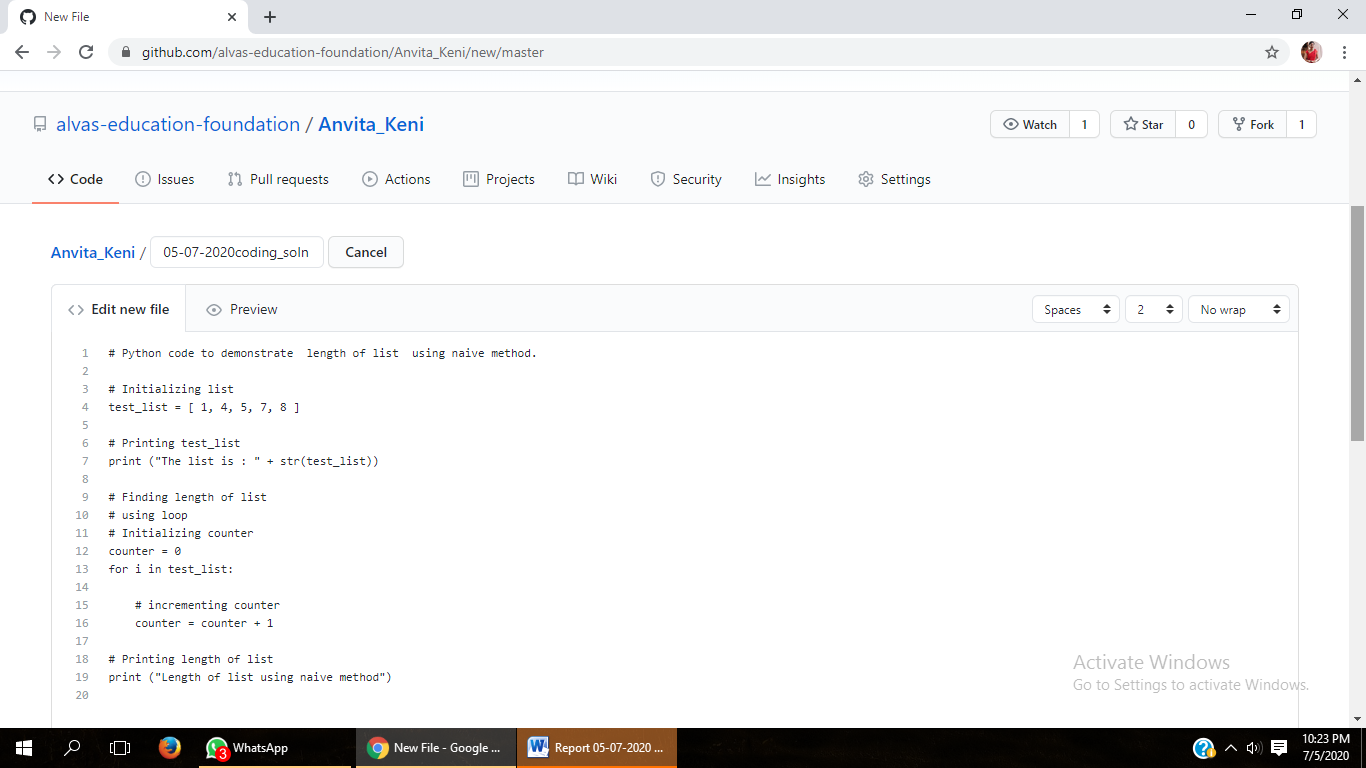 New File
github.com/alvas-education-foundation/Anvita_Keni/new/master
alvas-education-foundation / Anvita_Keni
Watch 1 Star 0 Fork 1
Code Issues Pull requests Actions Projects Wiki Security Insights Settings
Anvita_Keni / 05-07-2020coding_soln Cancel
Edit new file Preview Spaces 2 No wrap
1 # Python code to demonstrate  length of list  using naive method.
2
3 # Initializing list
4 test_list = [ 1, 4, 5, 7, 8 ]
5
6 # Printing test_list
7 print ("The list is : " + str(test_list))
8
9 # Finding length of list
10 # using loop
11 # Initializing counter
12 counter = 0
13 for i in test_list:
14
15     # incrementing counter
16     counter = counter + 1
17
18 # Printing length of list
19 print ("Length of list using naive method")
20
Activate Windows
Go to Settings to activate Windows.
3 WhatsApp New File - Google ... Report 05-07-2020 ... 10:23 PM
7/5/2020